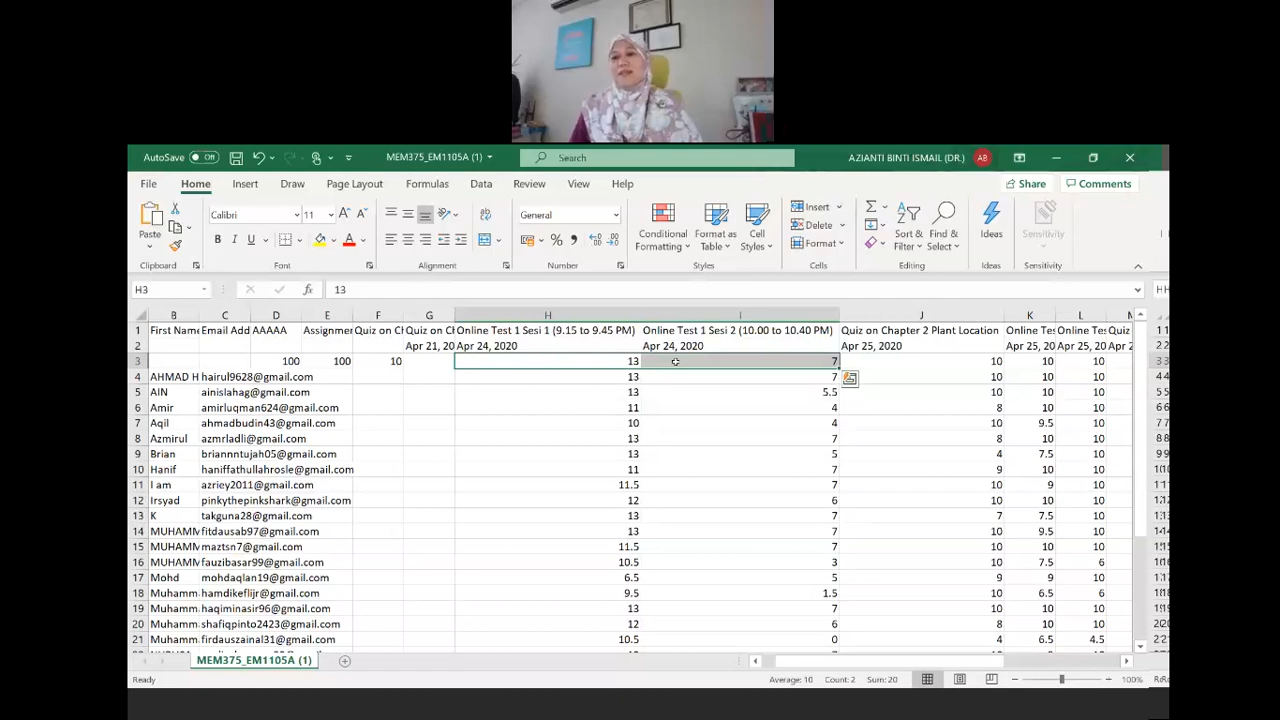 AutoSave Off MEM375_EM1105A (1) Search AZIANTI BINTI ISMAIL (DR.) AB
File Home Insert Draw Page Layout Formulas Data Review View Help Share Comments
Paste Calibri 11 General Conditional Formatting Format as Table Cell Styles Insert Delete Format Sort & Filter Find & Select Ideas Sensitivity
Clipboard Font Alignment Number Styles Cells Editing Ideas Sensitivity
H3 fx 13
B C D E F G H I J K L M
1 First Name Email Add AAAAA Assignmen Quiz on Ch Quiz on Ch Online Test 1 Sesi 1 (9.15 to 9.45 PM) Online Test 1 Sesi 2 (10.00 to 10.40 PM) Quiz on Chapter 2 Plant Location Online Tes Online Tes Quiz
2 Apr 21, 20 Apr 24, 2020 Apr 24, 2020 Apr 25, 2020 Apr 25, 20 Apr 25, 20 Apr 2
3 100 100 10 13 7 10 10 10
4 AHMAD H hairul9628@gmail.com 13 7 10 10 10
5 AIN ainislahag@gmail.com 13 5.5 10 10 10
6 Amir amirluqman624@gmail.com 11 4 8 10 10
7 Aqil ahmadbudin43@gmail.com 10 4 10 9.5 10
8 Azmirul azmrladli@gmail.com 13 7 8 10 10
9 Brian briannntujah05@gmail.com 13 5 4 7.5 10
10 Hanif haniffathullahrosle@gmail.com 11 7 9 10 10
11 I am azriey2011@gmail.com 11.5 7 10 9 10
12 Irsyad pinkythepinkshark@gmail.com 12 6 10 10 10
13 K takguna28@gmail.com 13 7 7 7.5 10
14 MUHAMM fitdausab97@gmail.com 13 7 10 9.5 10
15 MUHAMM maztsn7@gmail.com 11.5 7 10 10 10
16 MUHAMM fauzibasar99@gmail.com 10.5 3 10 7.5 6
17 Mohd mohdaqlan19@gmail.com 6.5 5 9 9 10
18 Muhamm hamdikeflijr@gmail.com 9.5 1.5 10 6.5 6
19 Muhamm haqiminasir96@gmail.com 13 7 10 10 10
20 Muhamm shafiqpinto2423@gmail.com 12 6 8 10 10
21 Muhamm firdauszainal31@gmail.com 10.5 0 4 6.5 4.5
MEM375_EM1105A (1)
Ready Average: 10 Count: 2 Sum: 20 100%